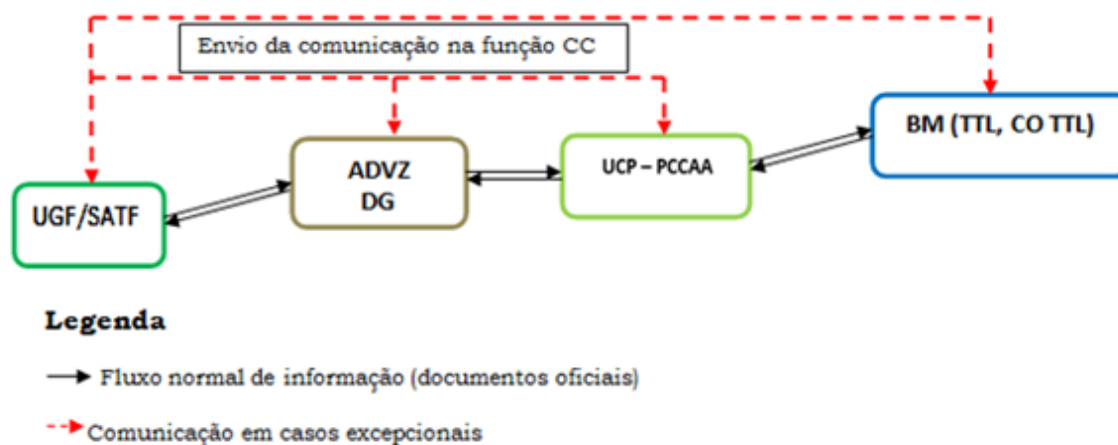 Envio da comunicação na função CC
BM (TTL, CO TTL)
ADVZ
DG
UCP – PCCAA
UGF/SATF
Legenda
Fluxo normal de informação (documentos oficiais)
Comunicação em casos excepcionais